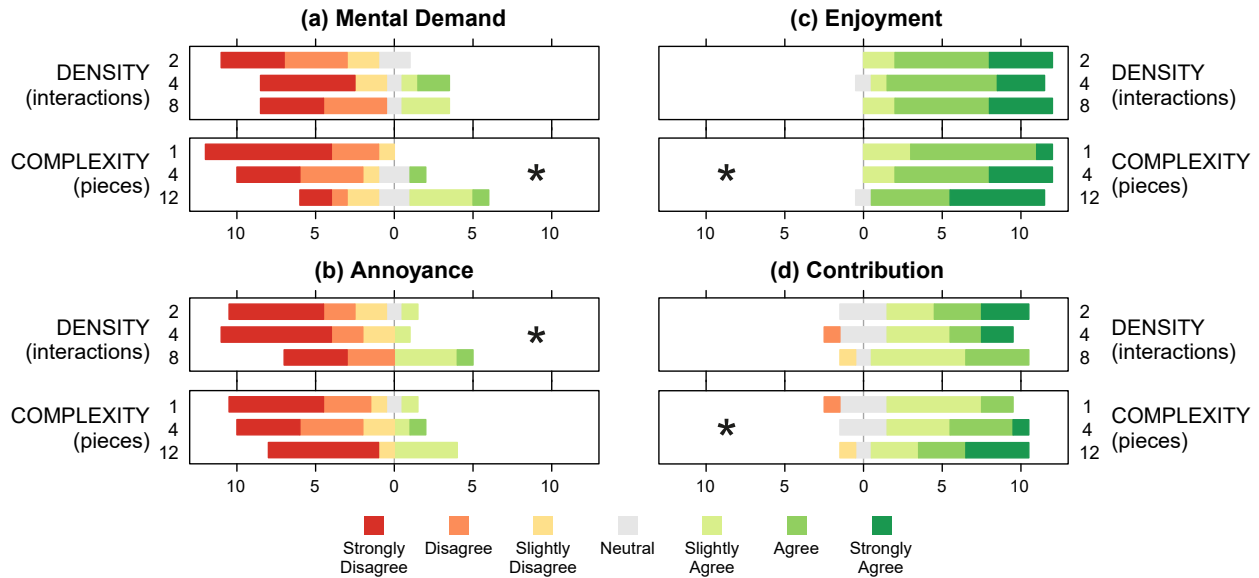 (a) Mental Demand
(c) Enjoyment
DENSITY
(interactions)
2
4
8
2
4
8
DENSITY
(interactions)
COMPLEXITY
(pieces)
1
4
12
*
*
1
4
12
COMPLEXITY
(pieces)
10 5 0 5 10
10 5 0 5 10
(b) Annoyance
(d) Contribution
DENSITY
(interactions)
2
4
8
*
2
4
8
DENSITY
(interactions)
COMPLEXITY
(pieces)
1
4
12
*
1
4
12
COMPLEXITY
(pieces)
10 5 0 5 10
10 5 0 5 10
Strongly
Disagree
Disagree
Slightly
Disagree
Neutral
Slightly
Agree
Agree
Strongly
Agree